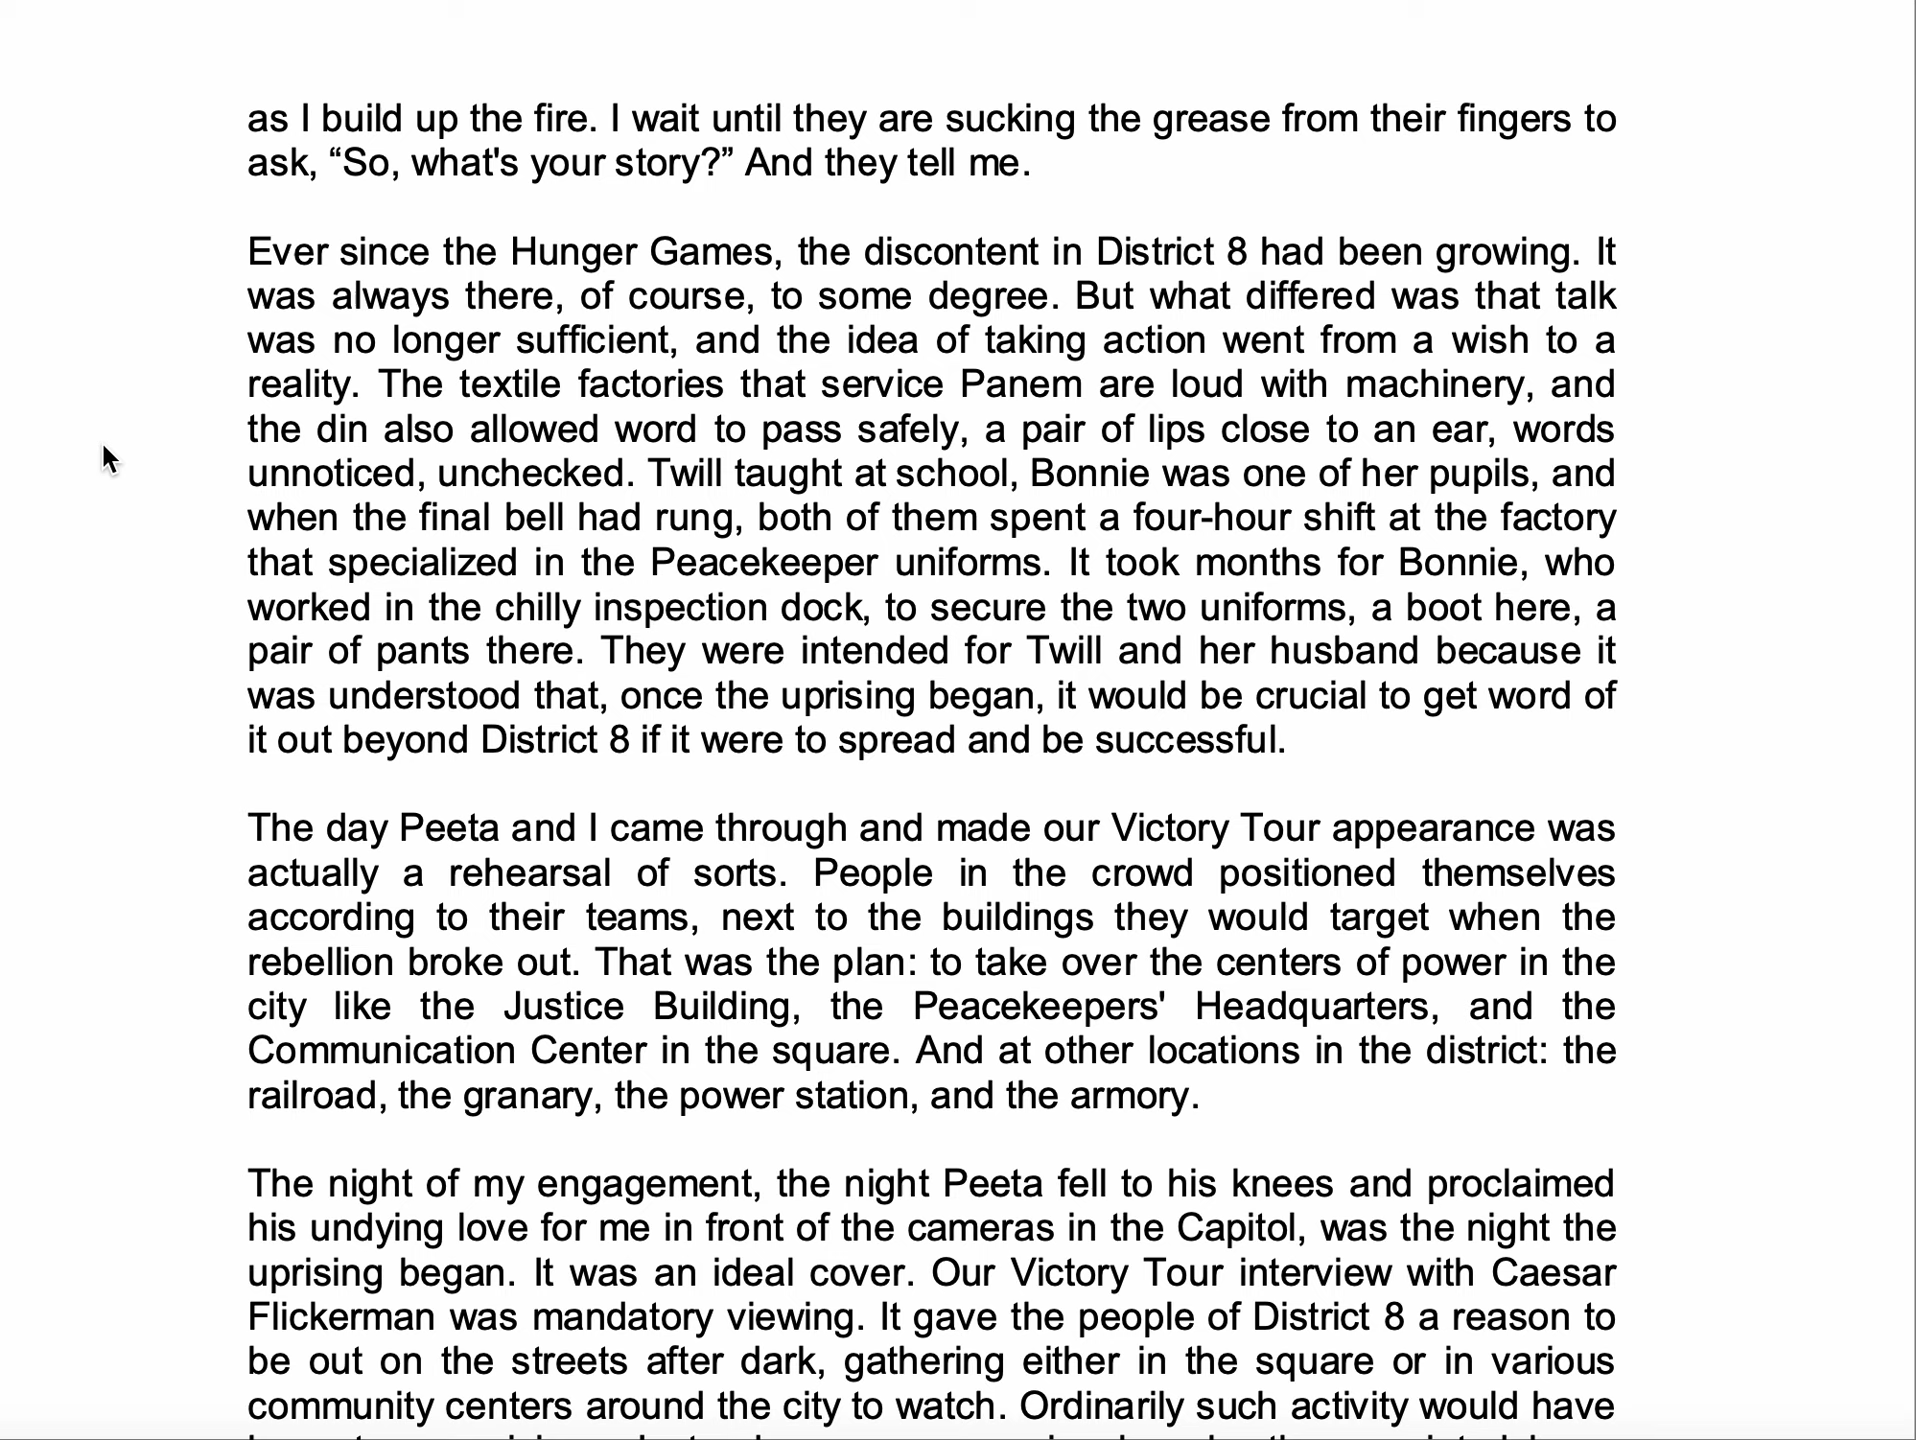 as I build up the fire. I wait until they are sucking the grease from their fingers to
ask, “So, what's your story?” And they tell me.
Ever since the Hunger Games, the discontent in District 8 had been growing. It
was always there, of course, to some degree. But what differed was that talk
was no longer sufficient, and the idea of taking action went from a wish to a
reality. The textile factories that service Panem are loud with machinery, and
the din also allowed word to pass safely, a pair of lips close to an ear, words
unnoticed, unchecked. Twill taught at school, Bonnie was one of her pupils, and
when the final bell had rung, both of them spent a four-hour shift at the factory
that specialized in the Peacekeeper uniforms. It took months for Bonnie, who
worked in the chilly inspection dock, to secure the two uniforms, a boot here, a
pair of pants there. They were intended for Twill and her husband because it
was understood that, once the uprising began, it would be crucial to get word of
it out beyond District 8 if it were to spread and be successful.
The day Peeta and I came through and made our Victory Tour appearance was
actually a rehearsal of sorts. People in the crowd positioned themselves
according to their teams, next to the buildings they would target when the
rebellion broke out. That was the plan: to take over the centers of power in the
city like the Justice Building, the Peacekeepers' Headquarters, and the
Communication Center in the square. And at other locations in the district: the
railroad, the granary, the power station, and the armory.
The night of my engagement, the night Peeta fell to his knees and proclaimed
his undying love for me in front of the cameras in the Capitol, was the night the
uprising began. It was an ideal cover. Our Victory Tour interview with Caesar
Flickerman was mandatory viewing. It gave the people of District 8 a reason to
be out on the streets after dark, gathering either in the square or in various
community centers around the city to watch. Ordinarily such activity would have